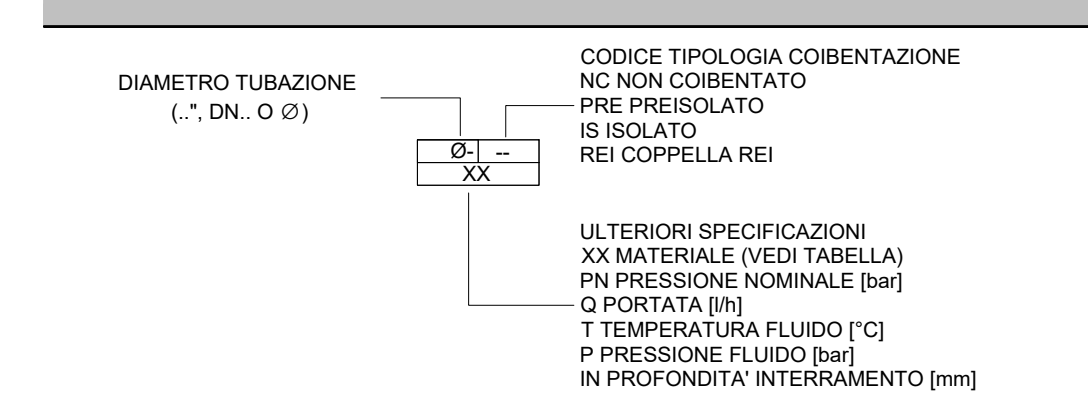 DIAMETRO TUBAZIONE
(..", DN.. O Ø)
CODICE TIPOLOGIA COIBENTAZIONE
NC NON COIBENTATO
PRE PREISOLATO
IS ISOLATO
REI COPPELLA REI
Ø- --
XX
ULTERIORI SPECIFICAZIONI
XX MATERIALE (VEDI TABELLA)
PN PRESSIONE NOMINALE [bar]
Q PORTATA [l/h]
T TEMPERATURA FLUIDO [°C]
P PRESSIONE FLUIDO [bar]
IN PROFONDITA' INTERRAMENTO [mm]